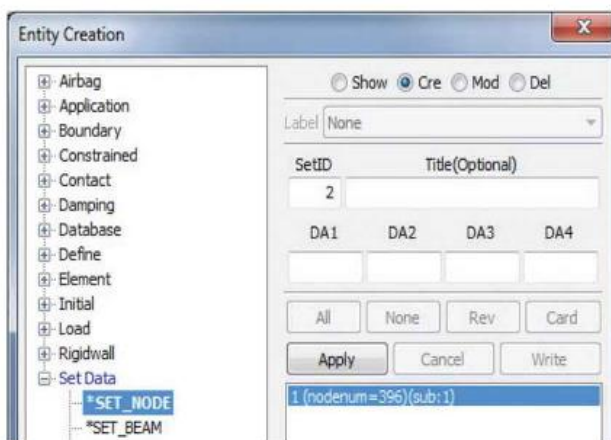 Entity Creation
X
Airbag
Application
Boundary
Constrained
Contact
Damping
Database
Define
Element
Initial
Load
Rigidwall
Set Data
*SET_NODE
*SET_BEAM
Show Cre Mod Del
Label None
SetID Title(Optional)
2
DA1 DA2 DA3 DA4
All None Rev Card
Apply Cancel Write
1 (nodenum=396)(sub:1)